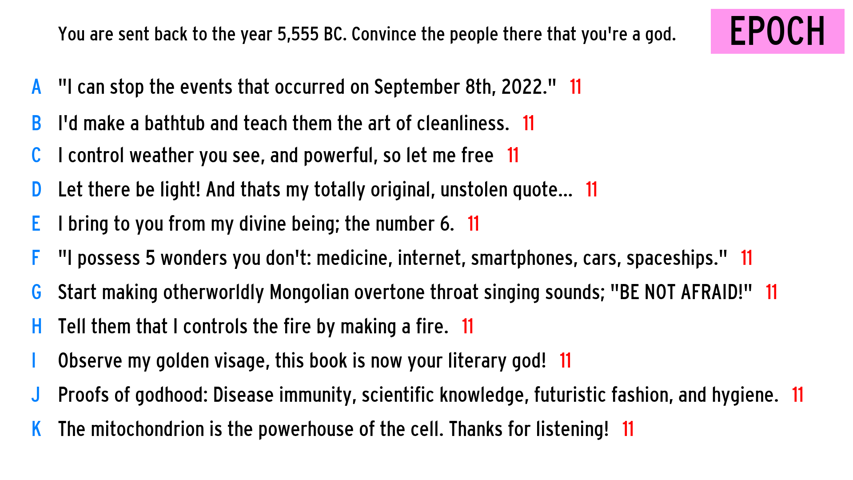 You are sent back to the year 5,555 BC. Convince the people there that you're a god.
EPOCH
A "I can stop the events that occurred on September 8th, 2022." 11
B I'd make a bathtub and teach them the art of cleanliness. 11
C I control weather you see, and powerful, so let me free 11
D Let there be light! And thats my totally original, unstolen quote... 11
E I bring to you from my divine being; the number 6. 11
F "I possess 5 wonders you don't: medicine, internet, smartphones, cars, spaceships." 11
G Start making otherworldly Mongolian overtone throat singing sounds; "BE NOT AFRAID!" 11
H Tell them that I controls the fire by making a fire. 11
I Observe my golden visage, this book is now your literary god! 11
J Proofs of godhood: Disease immunity, scientific knowledge, futuristic fashion, and hygiene. 11
K The mitochondrion is the powerhouse of the cell. Thanks for listening! 11